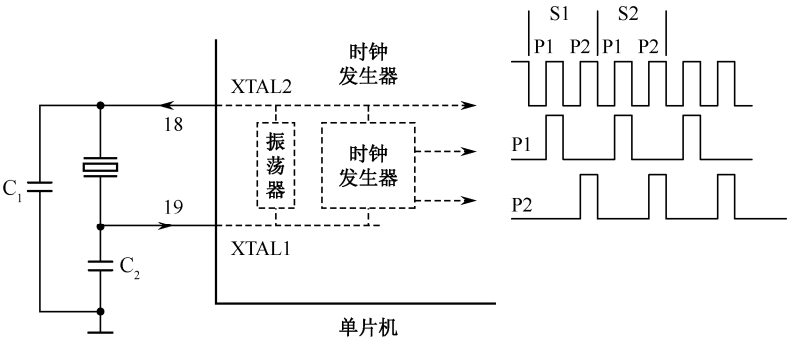 S1 S2
P1 P2 P1 P2
时钟
发生器
XTAL2
18
振荡器
时钟
发生器
P1
C1
19
P2
XTAL1
C2
单片机